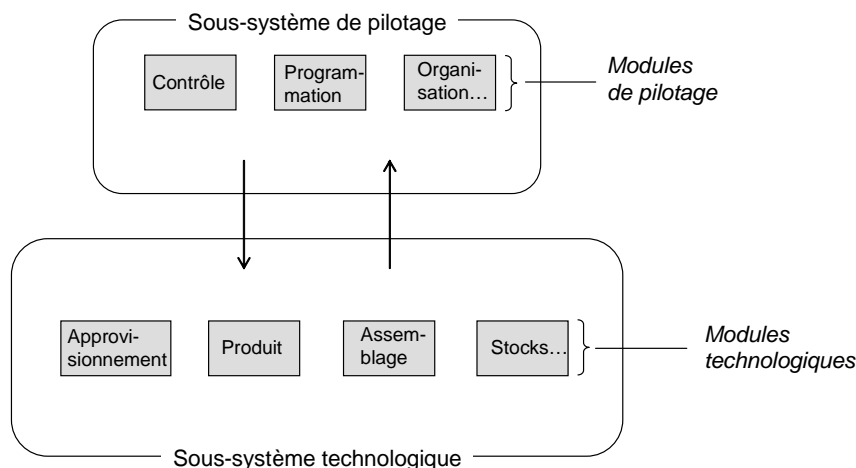 Sous-système de pilotage
Contrôle
Program-
mation
Organi-
sation…
Modules
de pilotage
Approvi-
sionnement
Produit
Assem-
blage
Stocks…
Modules
technologiques
Sous-système technologique